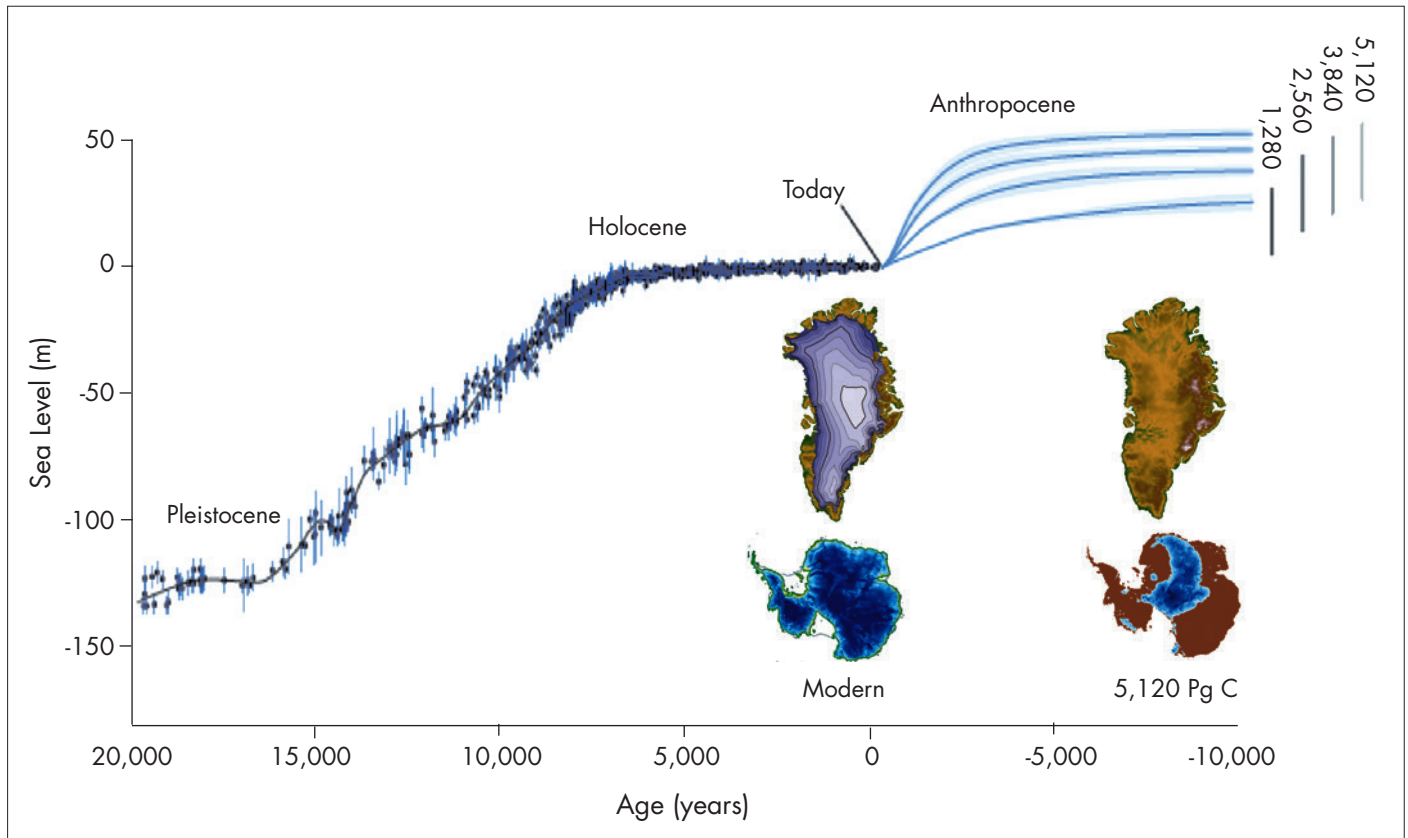 5,120
3,840
2,560
1,280
Anthropocene
50
Today
Holocene
0
Sea Level (m)
-50
Pleistocene
-100
-150
Modern
5,120 Pg C
20,000
15,000
10,000
5,000
0
-5,000
-10,000
Age (years)